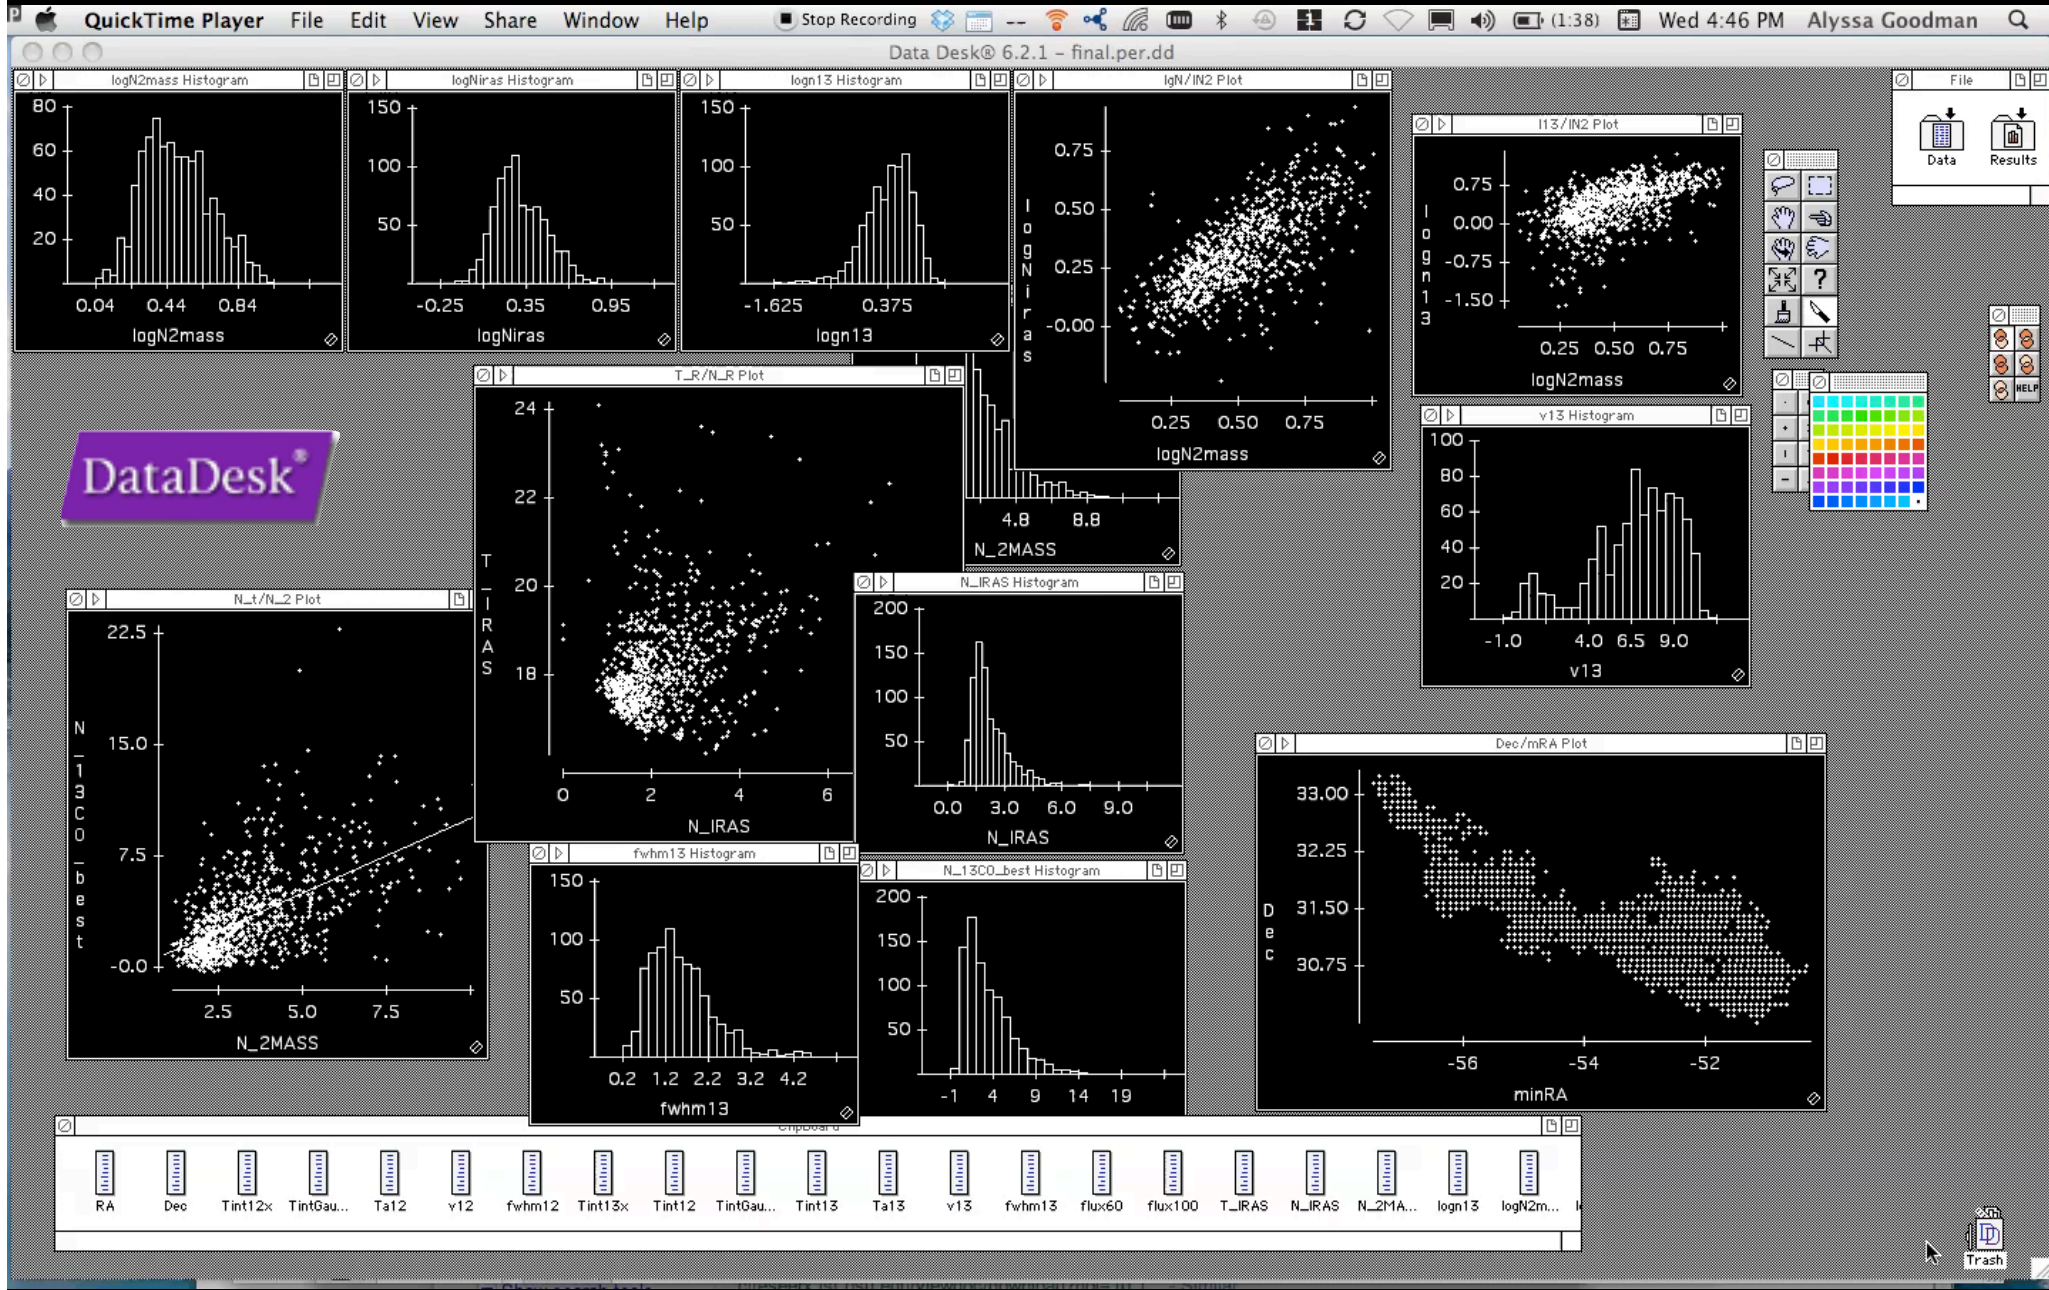 QuickTime Player File Edit View Share Window Help Stop Recording -- 1 (1:38) Wed 4:46 PM Alyssa Goodman
Data Desk® 6.2.1 – final.per.dd
logN2mass Histogram
80
60
40
20
0.04 0.44 0.84
logN2mass
logNiras Histogram
150
100
50
-0.25 0.35 0.95
logNiras
logn13 Histogram
150
100
50
-1.625 0.375
logn13
lgN/lN2 Plot
0.75
0.50
0.25
-0.00
logNiras
0.25 0.50 0.75
logN2mass
l13/lN2 Plot
0.75
0.00
-0.75
-1.50
logn13
0.25 0.50 0.75
logN2mass
File
Data Results
?
HELP
DataDesk®
T_R/N_R Plot
24
22
20
18
T_IRAS
0 2 4 6
N_IRAS
4.8 8.8
N_2MASS
v13 Histogram
100
80
60
40
20
-1.0 4.0 6.5 9.0
v13
N_t/N_2 Plot
22.5
15.0
7.5
-0.0
N_13CO_best
2.5 5.0 7.5
N_2MASS
N_IRAS Histogram
200
150
100
50
0.0 3.0 6.0 9.0
N_IRAS
fwhm13 Histogram
150
100
50
0.2 1.2 2.2 3.2 4.2
fwhm13
N_13CO_best Histogram
200
150
100
50
-1 4 9 14 19
Dec/mRA Plot
33.00
32.25
31.50
30.75
Dec
-56 -54 -52
minRA
Clipboard
RA Dec Tint12x TintGau... Ta12 v12 fwhm12 Tint13x Tint12 TintGau... Tint13 Ta13 v13 fwhm13 flux60 flux100 T_IRAS N_IRAS N_2MA... logn13 logN2m...
Trash